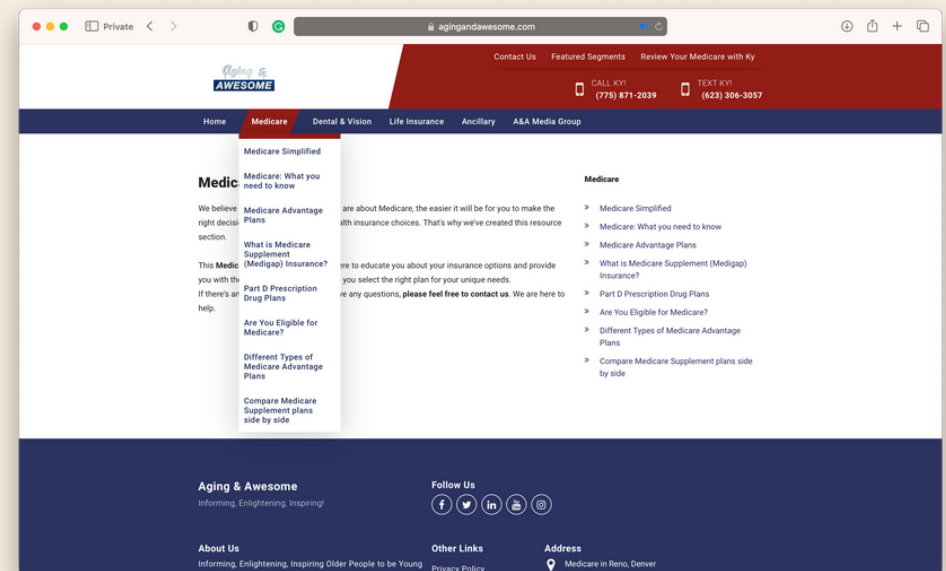 Private
agingandawesome.com
Aging &
AWESOME
Contact Us Featured Segments Review Your Medicare with Ky
CALL KY!
(775) 871-2039
TEXT KY!
(623) 306-3057
Home Medicare Dental & Vision Life Insurance Ancillary A&A Media Group
Medicare Simplified
Medicare: What you
need to know
Medicare Advantage
Plans
What is Medicare
Supplement
(Medigap) Insurance?
Part D Prescription
Drug Plans
Are You Eligible for
Medicare?
Different Types of
Medicare Advantage
Plans
Compare Medicare
Supplement plans
side by side
Medic
We believe are about Medicare, the easier it will be for you to make the
right decisi lth insurance choices. That's why we've created this resource
section.
This Medic re to educate you about your insurance options and provide
you with the you select the right plan for your unique needs.
If there's an ve any questions, please feel free to contact us. We are here to
help.
Medicare
» Medicare Simplified
» Medicare: What you need to know
» Medicare Advantage Plans
» What is Medicare Supplement (Medigap)
Insurance?
» Part D Prescription Drug Plans
» Are You Eligible for Medicare?
» Different Types of Medicare Advantage
Plans
» Compare Medicare Supplement plans side
by side
Aging & Awesome
Informing, Enlightening, Inspiring!
Follow Us
About Us
Informing, Enlightening, Inspiring Older People to be Young
Other Links
Privacy Policy
Address
Medicare in Reno, Denver